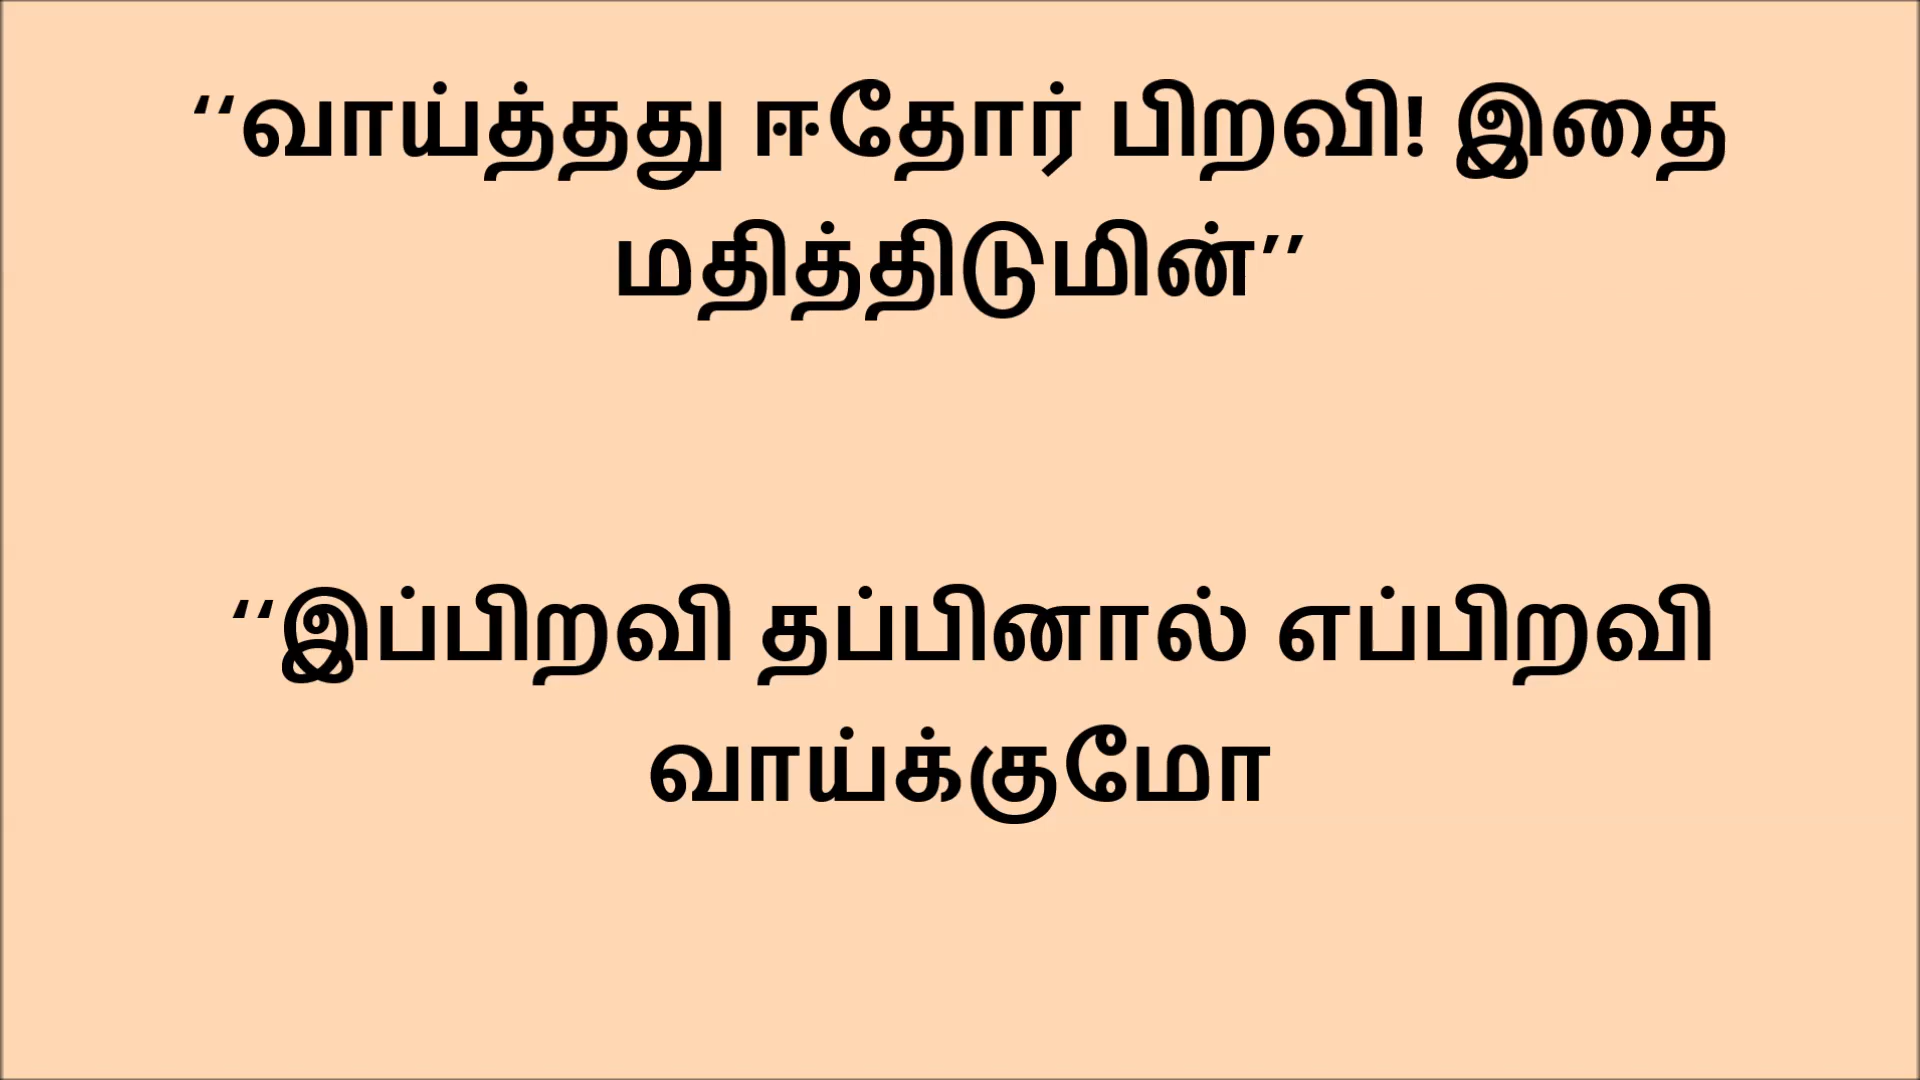 ‘‘வாய்த்தது ஈதோர் பிறவி! இதை
மதித்திடுமின்’’
‘‘இப்பிறவி தப்பினால் எப்பிறவி
வாய்க்குமோ